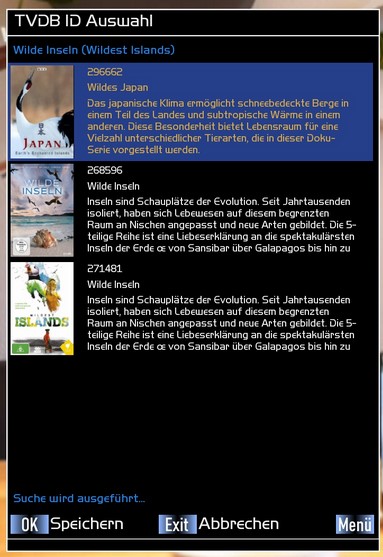 TVDB ID Auswahl
Wilde Inseln (Wildest Islands)
296662
Wildes Japan
Das japanische Klima ermöglicht schneebedeckte Berge in
einem Teil des Landes und subtropische Wärme in einem
anderen. Diese Besonderheit bietet Lebensraum für eine
Vielzahl unterschiedlicher Tierarten, die in dieser Doku-
Serie vorgestellt werden.
日本
JAPAN
Earth's Enchanted Islands
268596
Wilde Inseln
Inseln sind Schauplätze der Evolution. Seit Jahrtausenden
isoliert, haben sich Lebewesen auf diesem begrenzten
Raum an Nischen angepasst und neue Arten gebildet. Die 5-
teilige Reihe ist eine Liebeserklärung an die spektakulärsten
Inseln der Erde œ von Sansibar über Galapagos bis hin zu
WILDE
INSELN
271481
Wilde Inseln
Inseln sind Schauplätze der Evolution. Seit Jahrtausenden
isoliert, haben sich Lebewesen auf diesem begrenzten
Raum an Nischen angepasst und neue Arten gebildet. Die 5-
teilige Reihe ist eine Liebeserklärung an die spektakulärsten
Inseln der Erde œ von Sansibar über Galapagos bis hin zu
WILDEST
ISLANDS
Suche wird ausgeführt...
OK Speichern Exit Abbrechen Menü